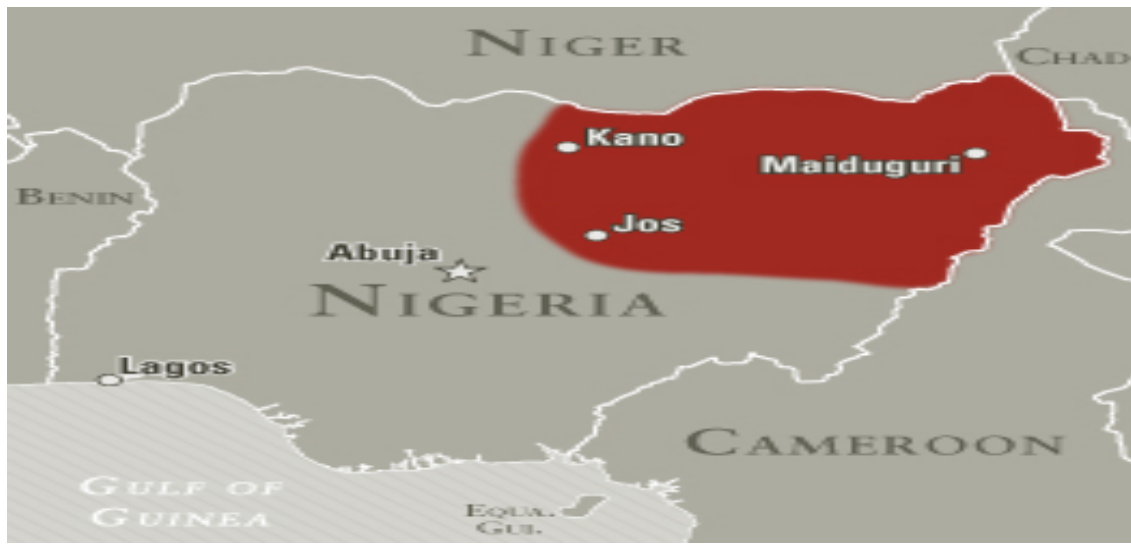 NIGER
CHAD
Kano
Maiduguri
BENIN
Jos
Abuja
NIGERIA
Lagos
CAMEROON
GULF OF
GUINEA
EQUA.
GUI.